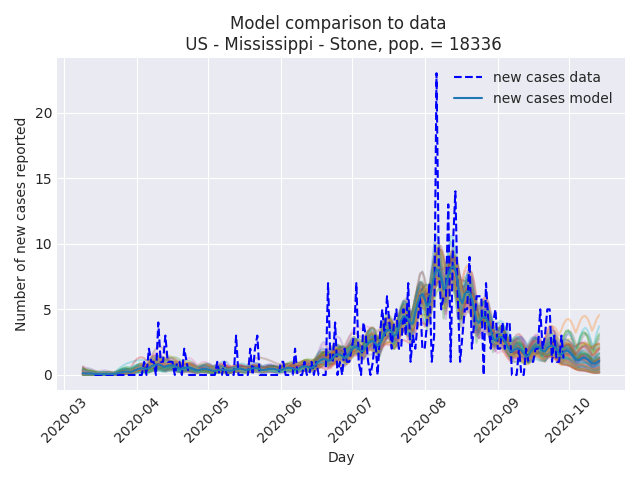 Model comparison to data
US - Mississippi - Stone, pop. = 18336
new cases data
new cases model
Number of new cases reported
20
15
10
5
0
2020-03
2020-04
2020-05
2020-06
2020-07
2020-08
2020-09
2020-10
Day